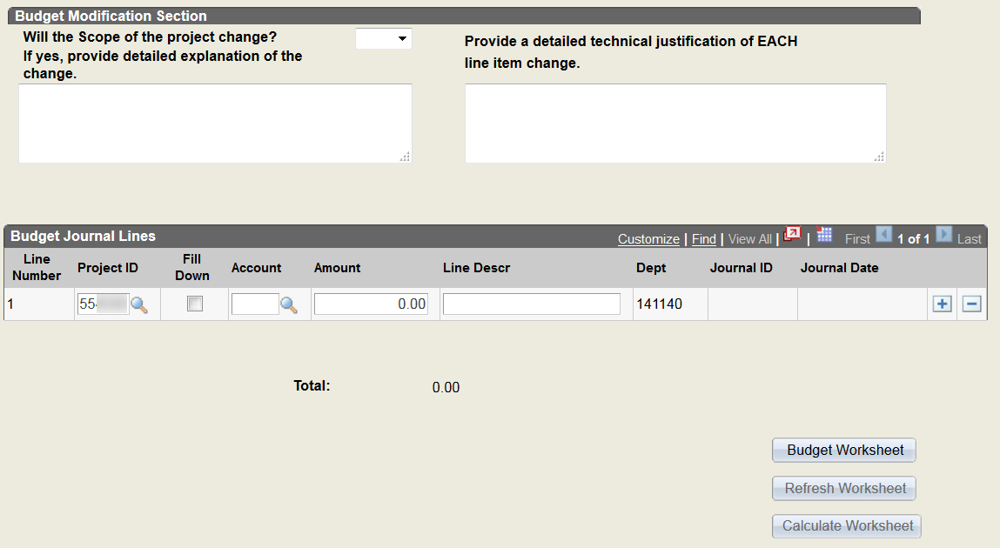 Budget Modification Section
Will the Scope of the project change?
If yes, provide detailed explanation of the
change.
Provide a detailed technical justification of EACH
line item change.
Budget Journal Lines
Customize | Find | View All | | First 1 of 1 Last
Line Number Project ID Fill Down Account Amount Line Descr Dept Journal ID Journal Date
1 55 0.00 141140
Total: 0.00
Budget Worksheet
Refresh Worksheet
Calculate Worksheet